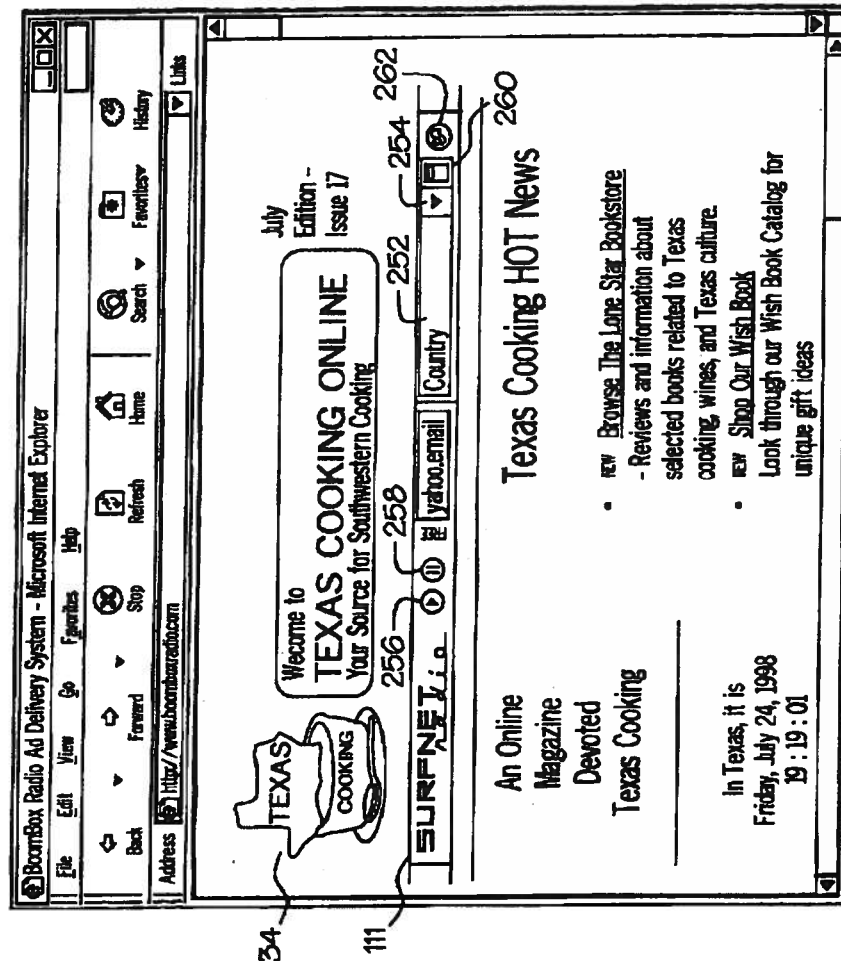 BoomBox Radio Ad Delivery System - Microsoft Internet Explorer
File Edit View Go Favorites Help
Back Forward Stop Refresh Home Search Favorites History
Address http://www.boomboxradio.com Links
34
TEXAS
COOKING
Wecome to
TEXAS COOKING ONLINE
Your Source for Southwestern Cooking
July
Edition -
Issue 17
111
256
258
252
254
262
260
SURFNET
radio
yahoo.email
Country
An Online
Magazine
Devoted
Texas Cooking
In Texas, it is
Friday, July 24, 1998
19 : 19 : 01
Texas Cooking HOT News
• NEW Browse The Lone Star Bookstore
- Reviews and information about
selected books related to Texas
cooking, wines, and Texas culture.
• NEW Shop Our Wish Book
Look through our Wish Book Catalog for
unique gift ideas